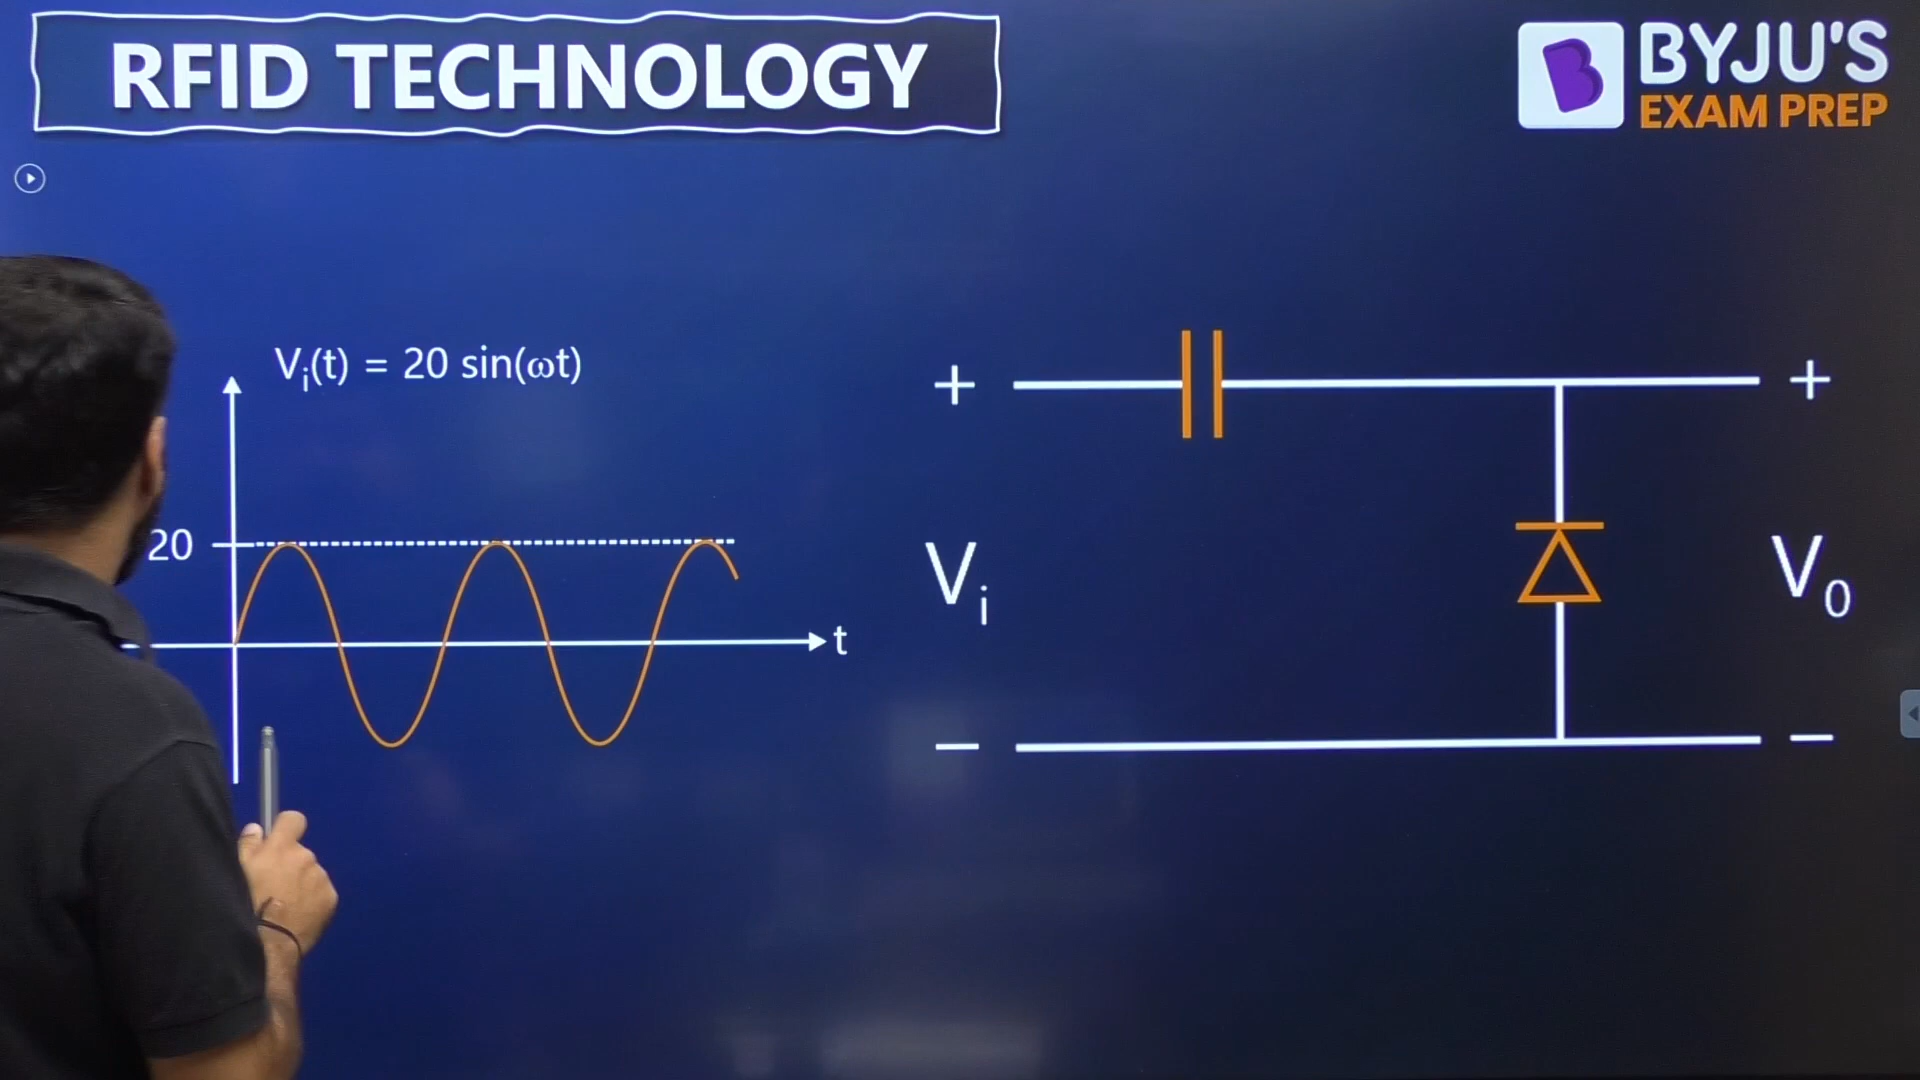 RFID TECHNOLOGY
BYJU'S
EXAM PREP
Vᵢ(t) = 20 sin(ωt)
20
t
+
+
Vᵢ
V₀
−
−